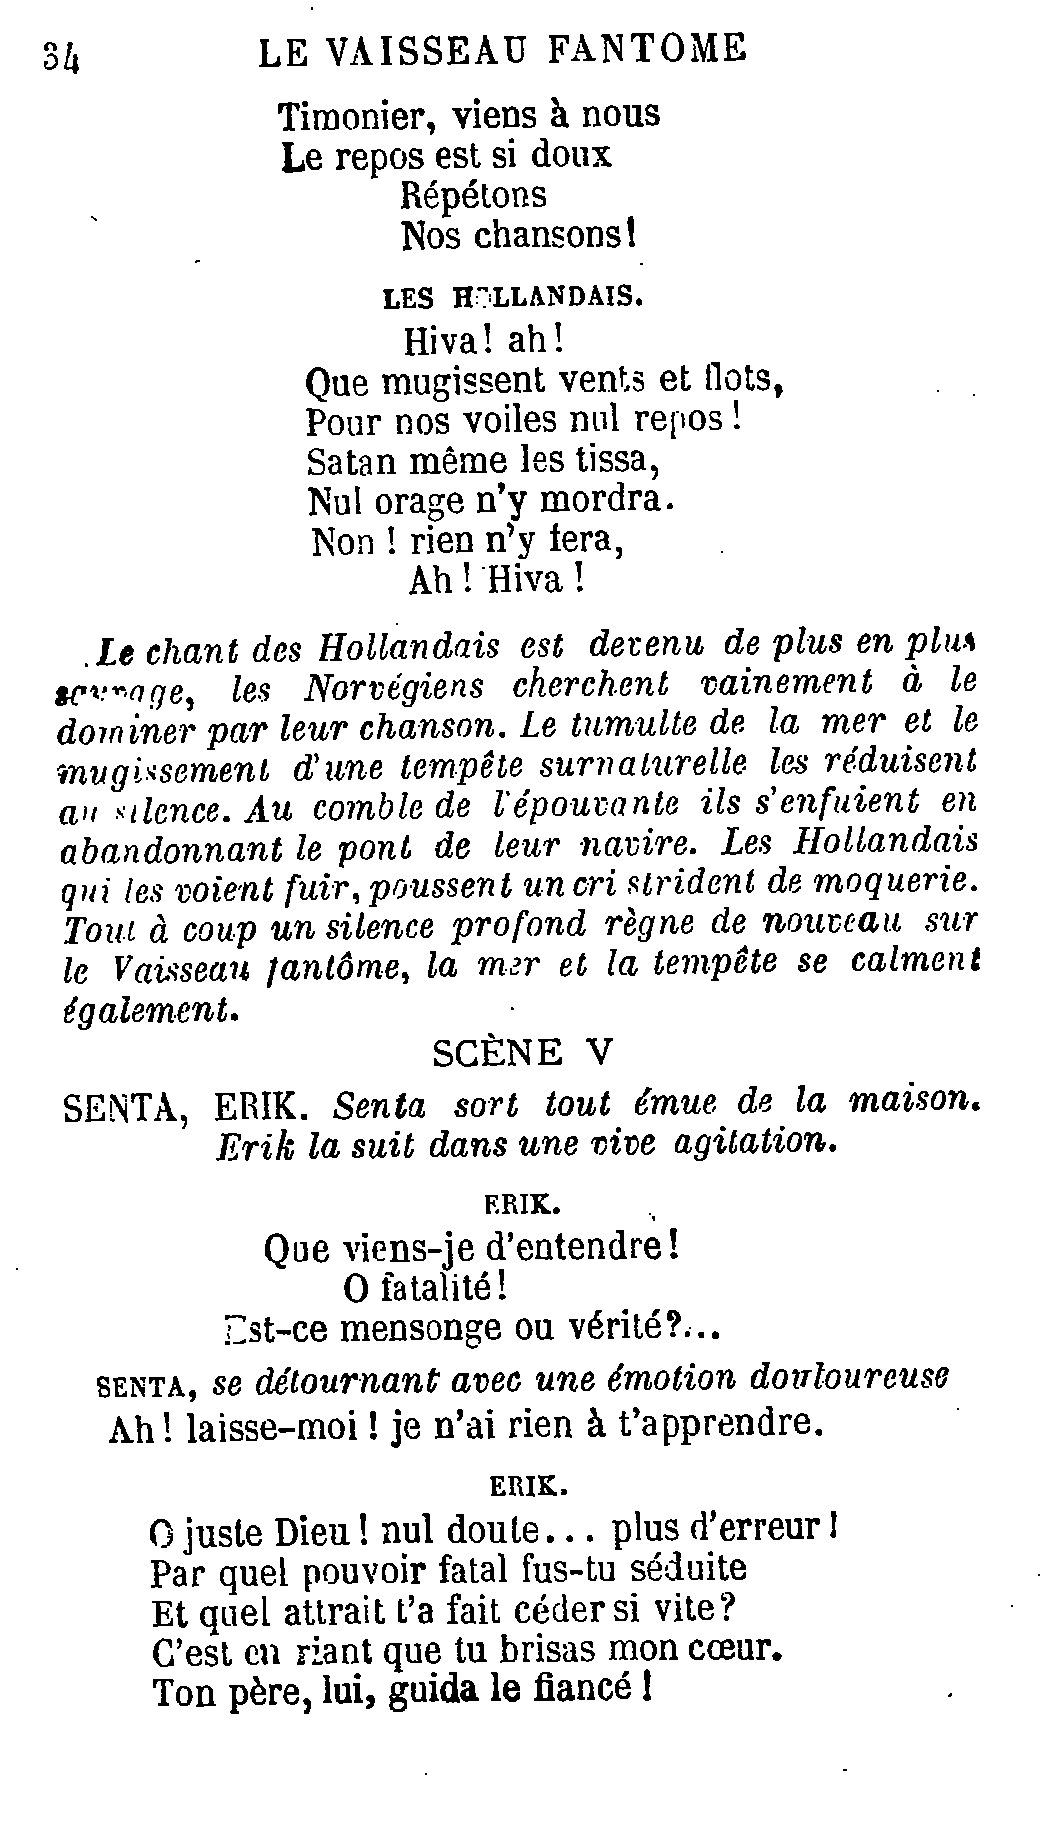 34 LE VAISSEAU FANTOME
Timonier, viens à nous
Le repos est si doux
Répétons
Nos chansons!
LES HOLLANDAIS.
Hiva! ah!
Que mugissent vents et flots,
Pour nos voiles nul repos !
Satan même les tissa,
Nul orage n'y mordra.
Non ! rien n'y fera,
Ah ! Hiva !
Le chant des Hollandais est devenu de plus en plus
sauvage, les Norvégiens cherchent vainement à le
dominer par leur chanson. Le tumulte de la mer et le
mugissement d'une tempête surnaturelle les réduisent
au silence. Au comble de l'épouvante ils s'enfuient en
abandonnant le pont de leur navire. Les Hollandais
qui les voient fuir, poussent un cri strident de moquerie.
Tout à coup un silence profond règne de nouveau sur
le Vaisseau fantôme, la mer et la tempête se calment
également.
SCÈNE V
SENTA, ERIK. Senta sort tout émue de la maison.
Erik la suit dans une vive agitation.
ERIK.
Que viens-je d'entendre!
O fatalité!
Est-ce mensonge ou vérité?...
SENTA, se détournant avec une émotion douloureuse
Ah ! laisse-moi ! je n'ai rien à t'apprendre.
ERIK.
O juste Dieu ! nul doute... plus d'erreur !
Par quel pouvoir fatal fus-tu séduite
Et quel attrait t'a fait céder si vite?
C'est en riant que tu brisas mon cœur.
Ton père, lui, guida le fiancé !